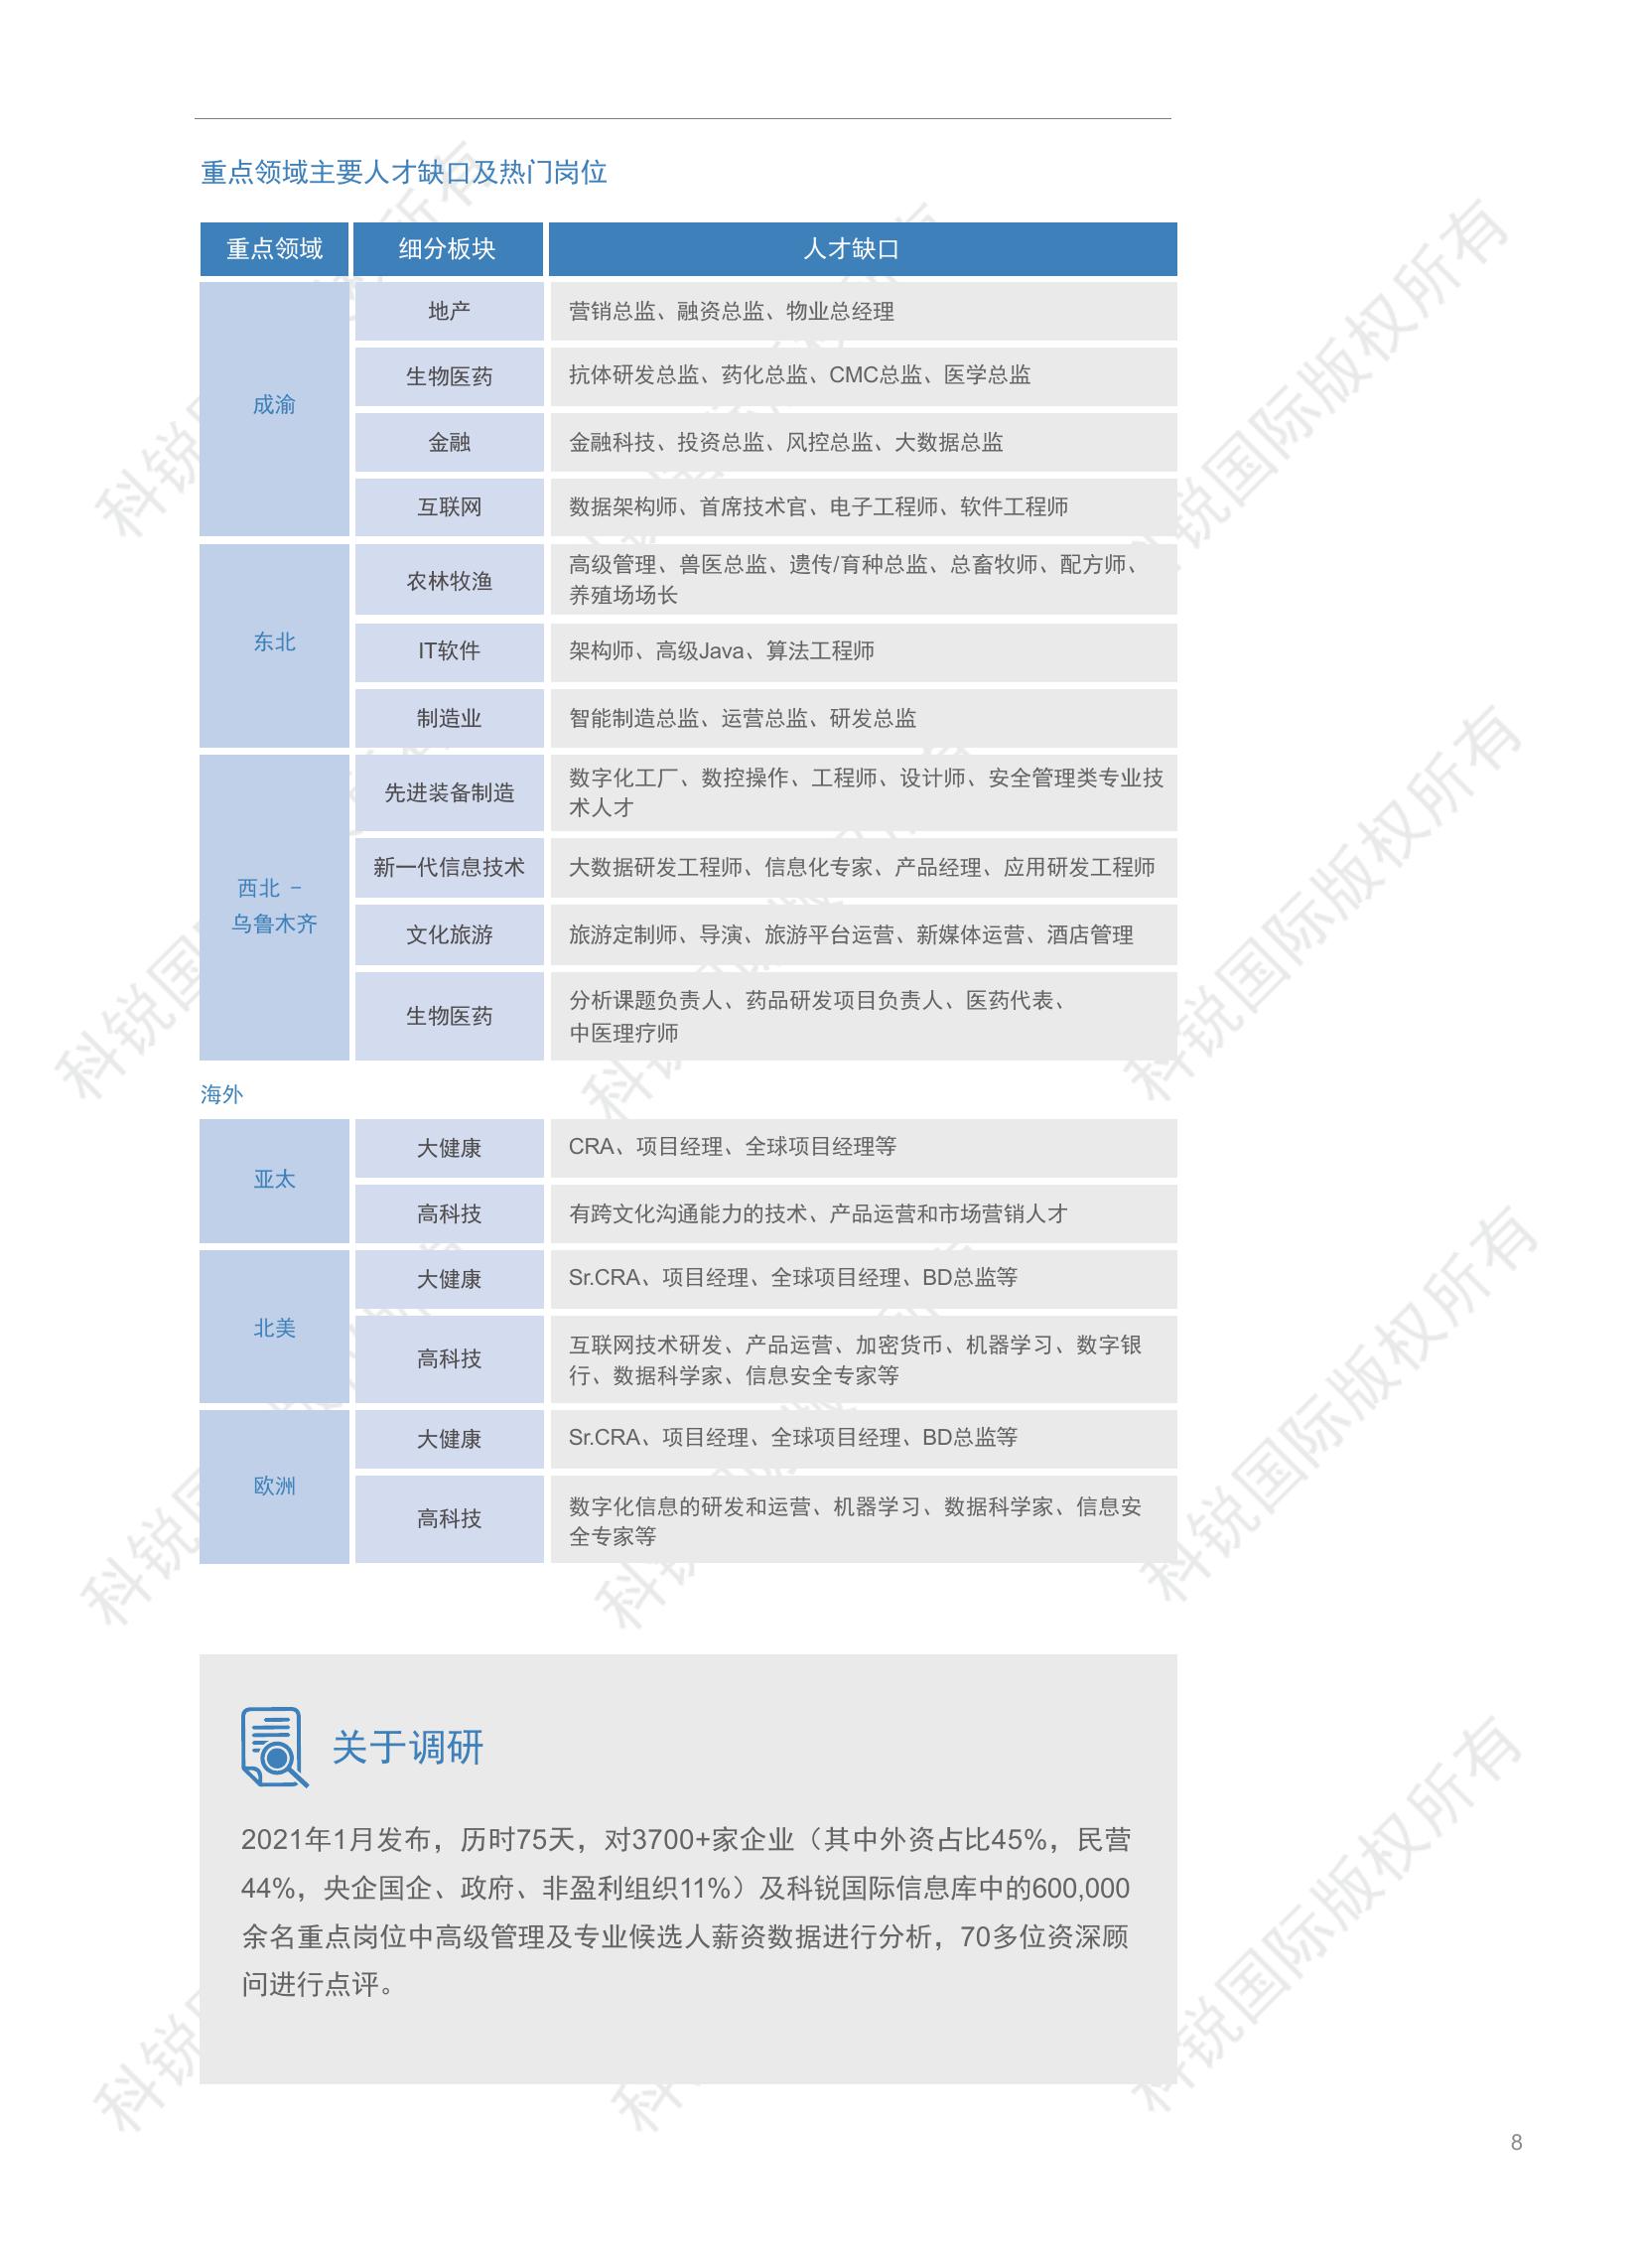 重点领域主要人才缺口及热门岗位
重点领域 细分板块 人才缺口
成渝
地产 营销总监、融资总监、物业总经理
生物医药 抗体研发总监、药化总监、CMC总监、医学总监
金融 金融科技、投资总监、风控总监、大数据总监
互联网 数据架构师、首席技术官、电子工程师、软件工程师
东北
农林牧渔 高级管理、兽医总监、遗传/育种总监、总畜牧师、配方师、
养殖场场长
IT软件 架构师、高级Java、算法工程师
制造业 智能制造总监、运营总监、研发总监
西北 –
乌鲁木齐
先进装备制造 数字化工厂、数控操作、工程师、设计师、安全管理类专业技
术人才
新一代信息技术 大数据研发工程师、信息化专家、产品经理、应用研发工程师
文化旅游 旅游定制师、导演、旅游平台运营、新媒体运营、酒店管理
生物医药 分析课题负责人、药品研发项目负责人、医药代表、
中医理疗师
海外
亚太
大健康 CRA、项目经理、全球项目经理等
高科技 有跨文化沟通能力的技术、产品运营和市场营销人才
北美
大健康 Sr.CRA、项目经理、全球项目经理、BD总监等
高科技 互联网技术研发、产品运营、加密货币、机器学习、数字银
行、数据科学家、信息安全专家等
欧洲
大健康 Sr.CRA、项目经理、全球项目经理、BD总监等
高科技 数字化信息的研发和运营、机器学习、数据科学家、信息安
全专家等
关于调研
2021年1月发布，历时75天，对3700+家企业（其中外资占比45%，民营
44%，央企国企、政府、非盈利组织11%）及科锐国际信息库中的600,000
余名重点岗位中高级管理及专业候选人薪资数据进行分析，70多位资深顾
问进行点评。
8
科锐国际版权所有